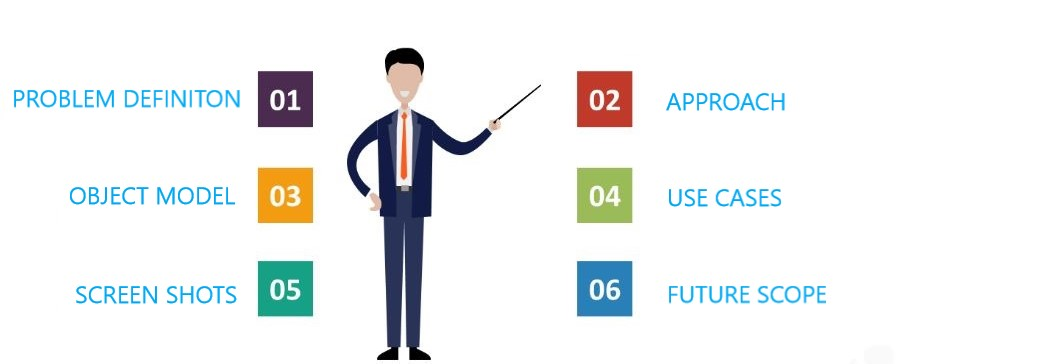 PROBLEM DEFINITON 01
02 APPROACH
OBJECT MODEL 03
04 USE CASES
SCREEN SHOTS 05
06 FUTURE SCOPE